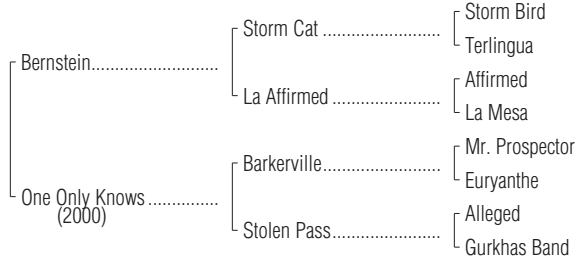 Storm Bird
Storm Cat ........................
Terlingua
Bernstein..........................
Affirmed
La Affirmed ......................
La Mesa
Mr. Prospector
Barkerville........................
Euryanthe
One Only Knows ..............
(2000)
Alleged
Stolen Pass......................
Gurkhas Band